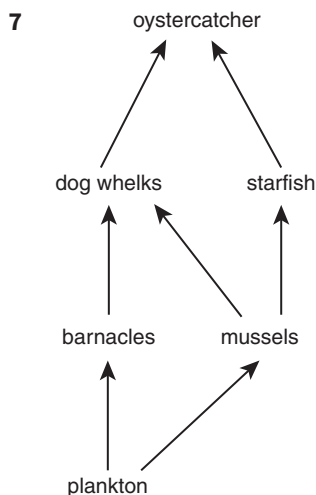 7
oystercatcher
dog whelks
starfish
barnacles
mussels
plankton